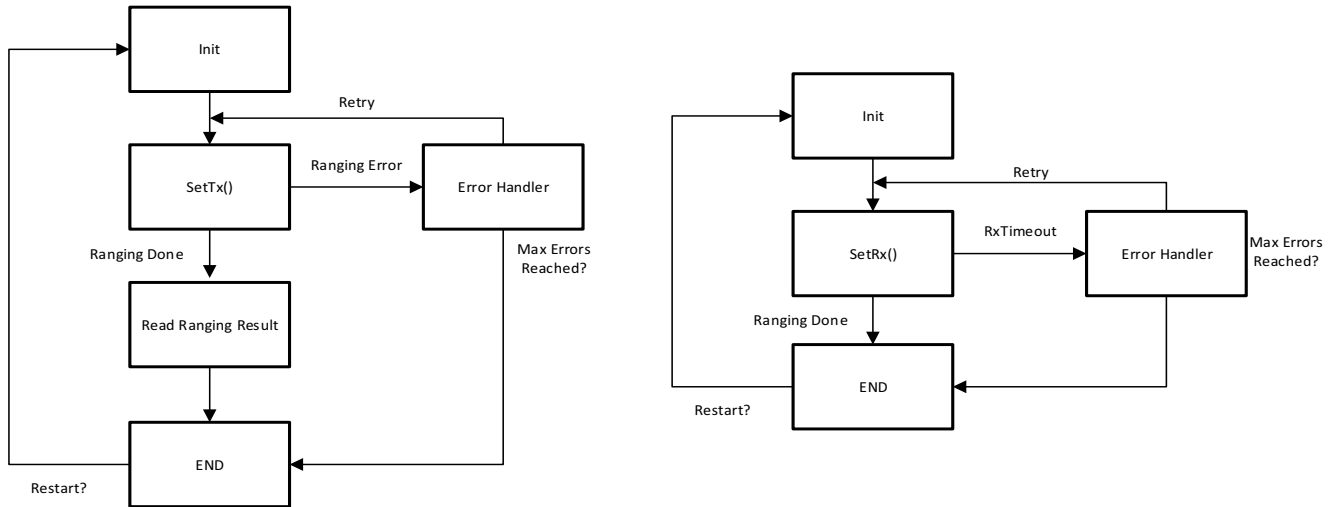 Init
Retry
SetTx()
Ranging Error
Error Handler
Ranging Done
Max Errors
Reached?
Read Ranging Result
END
Restart?
Init
Retry
SetRx()
RxTimeout
Error Handler
Max Errors
Reached?
Ranging Done
END
Restart?